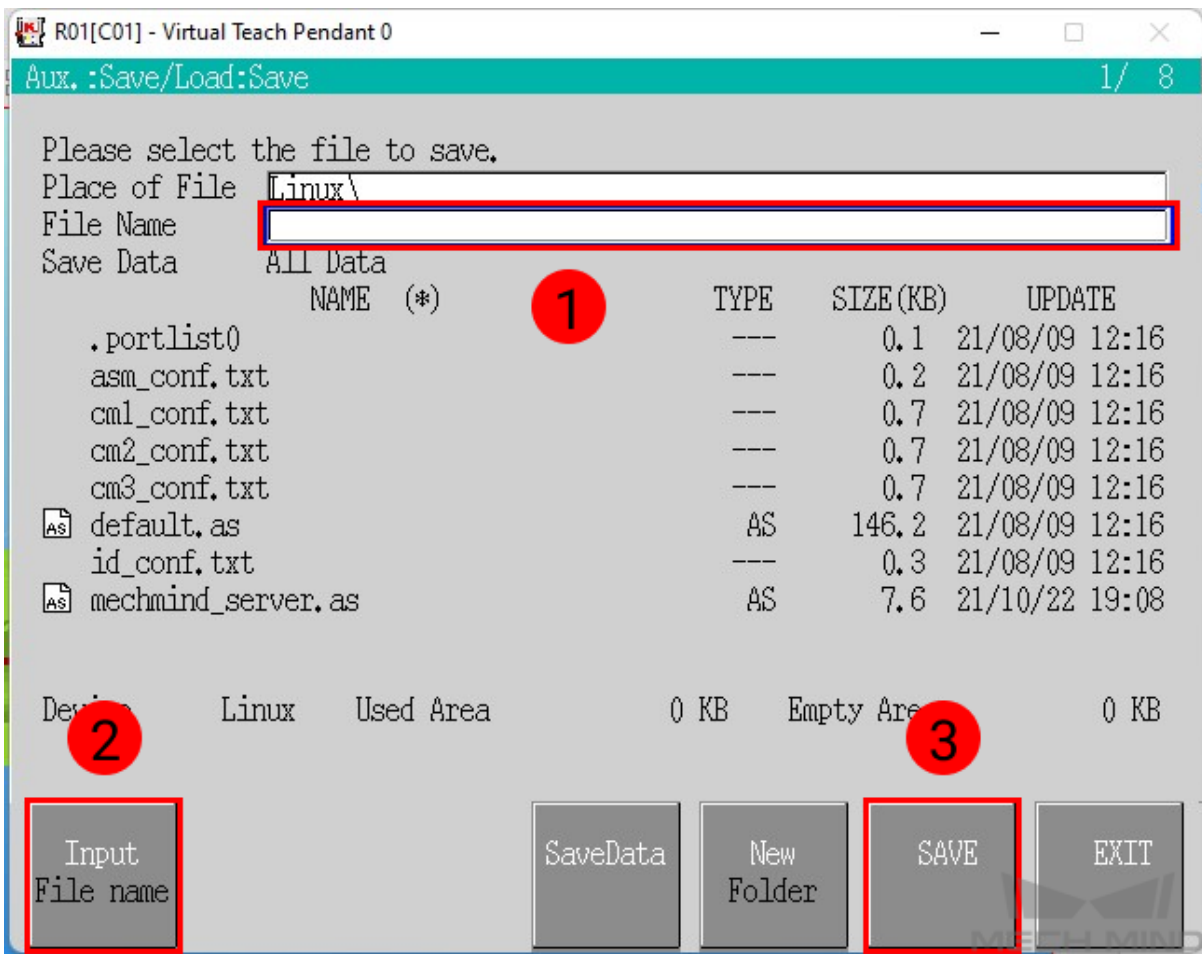 R01[C01] - Virtual Teach Pendant 0
Aux.:Save/Load:Save 1/ 8
Please select the file to save.
Place of File Linux\
File Name
Save Data All Data
NAME (*) TYPE SIZE(KB) UPDATE
1
.portlist0 --- 0.1 21/08/09 12:16
asm_conf.txt --- 0.2 21/08/09 12:16
cm1_conf.txt --- 0.7 21/08/09 12:16
cm2_conf.txt --- 0.7 21/08/09 12:16
cm3_conf.txt --- 0.7 21/08/09 12:16
AS default.as AS 146.2 21/08/09 12:16
id_conf.txt --- 0.3 21/08/09 12:16
AS mechmind_server.as AS 7.6 21/10/22 19:08
Linux Used Area 0 KB Empty 0 KB
2
3
Input File name
SaveData
New Folder
SAVE
EXIT
MECH MIND